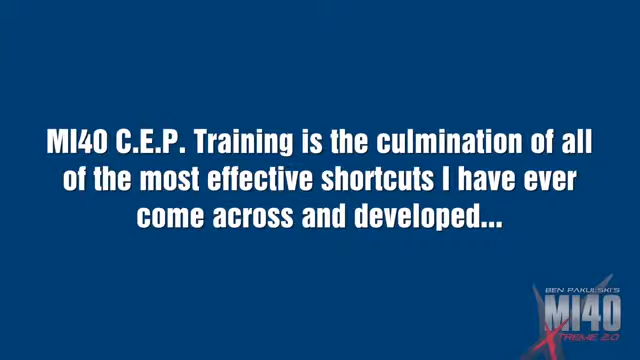 MI40 C.E.P. Training is the culmination of all
of the most effective shortcuts I have ever
come across and developed...
BEN PAKULSKI'S
MI40
XTREME 2.0